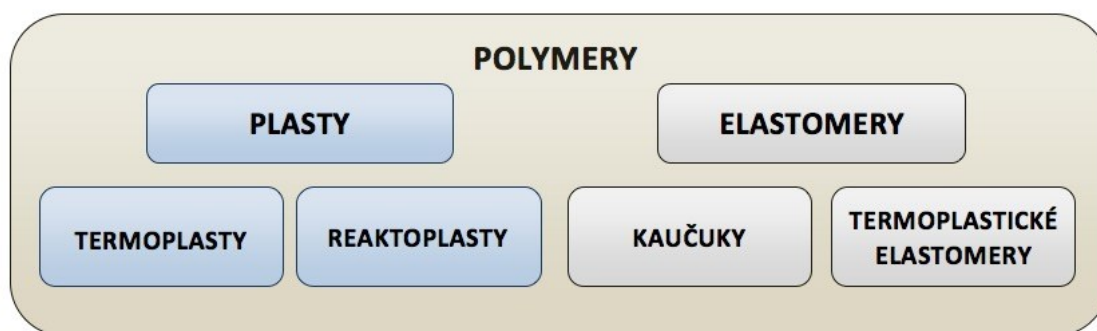 POLYMERY
PLASTY
ELASTOMERY
TERMOPLASTY
REAKTOPLASTY
KAUČUKY
TERMOPLASTICKÉ
ELASTOMERY